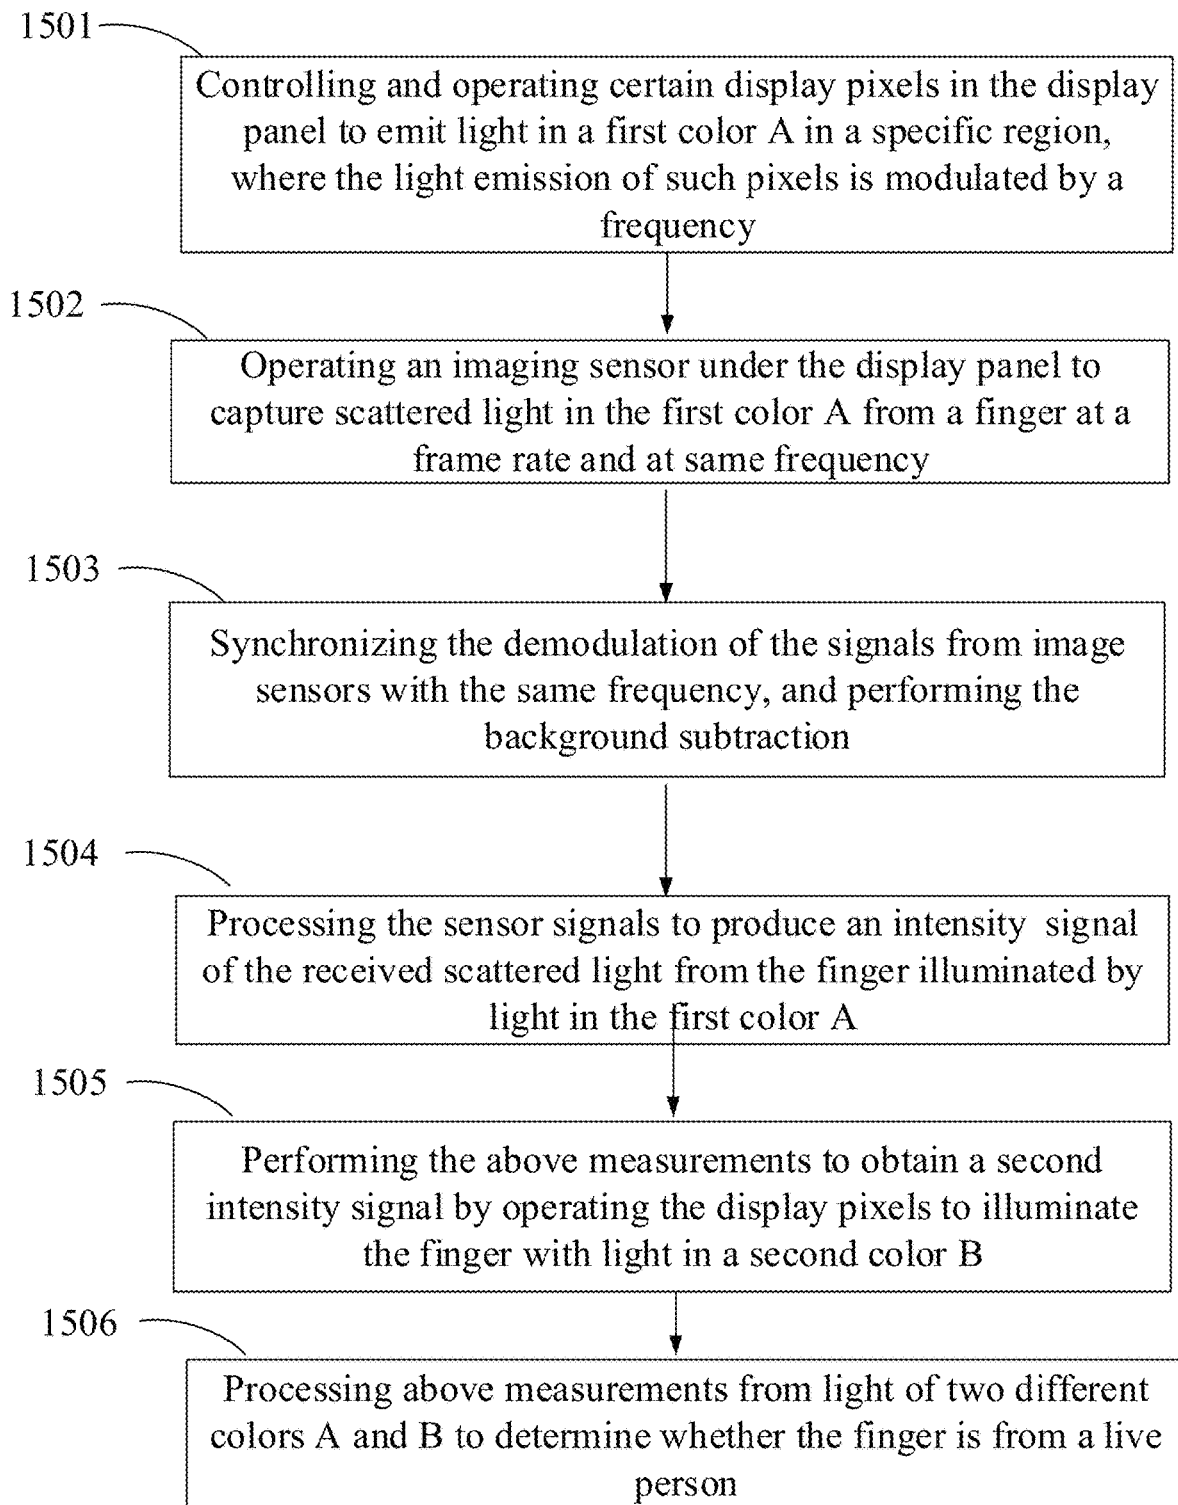 1501
Controlling and operating certain display pixels in the display
panel to emit light in a first color A in a specific region,
where the light emission of such pixels is modulated by a
frequency
1502
Operating an imaging sensor under the display panel to
capture scattered light in the first color A from a finger at a
frame rate and at same frequency
1503
Synchronizing the demodulation of the signals from image
sensors with the same frequency, and performing the
background subtraction
1504
Processing the sensor signals to produce an intensity signal
of the received scattered light from the finger illuminated by
light in the first color A
1505
Performing the above measurements to obtain a second
intensity signal by operating the display pixels to illuminate
the finger with light in a second color B
1506
Processing above measurements from light of two different
colors A and B to determine whether the finger is from a live
person